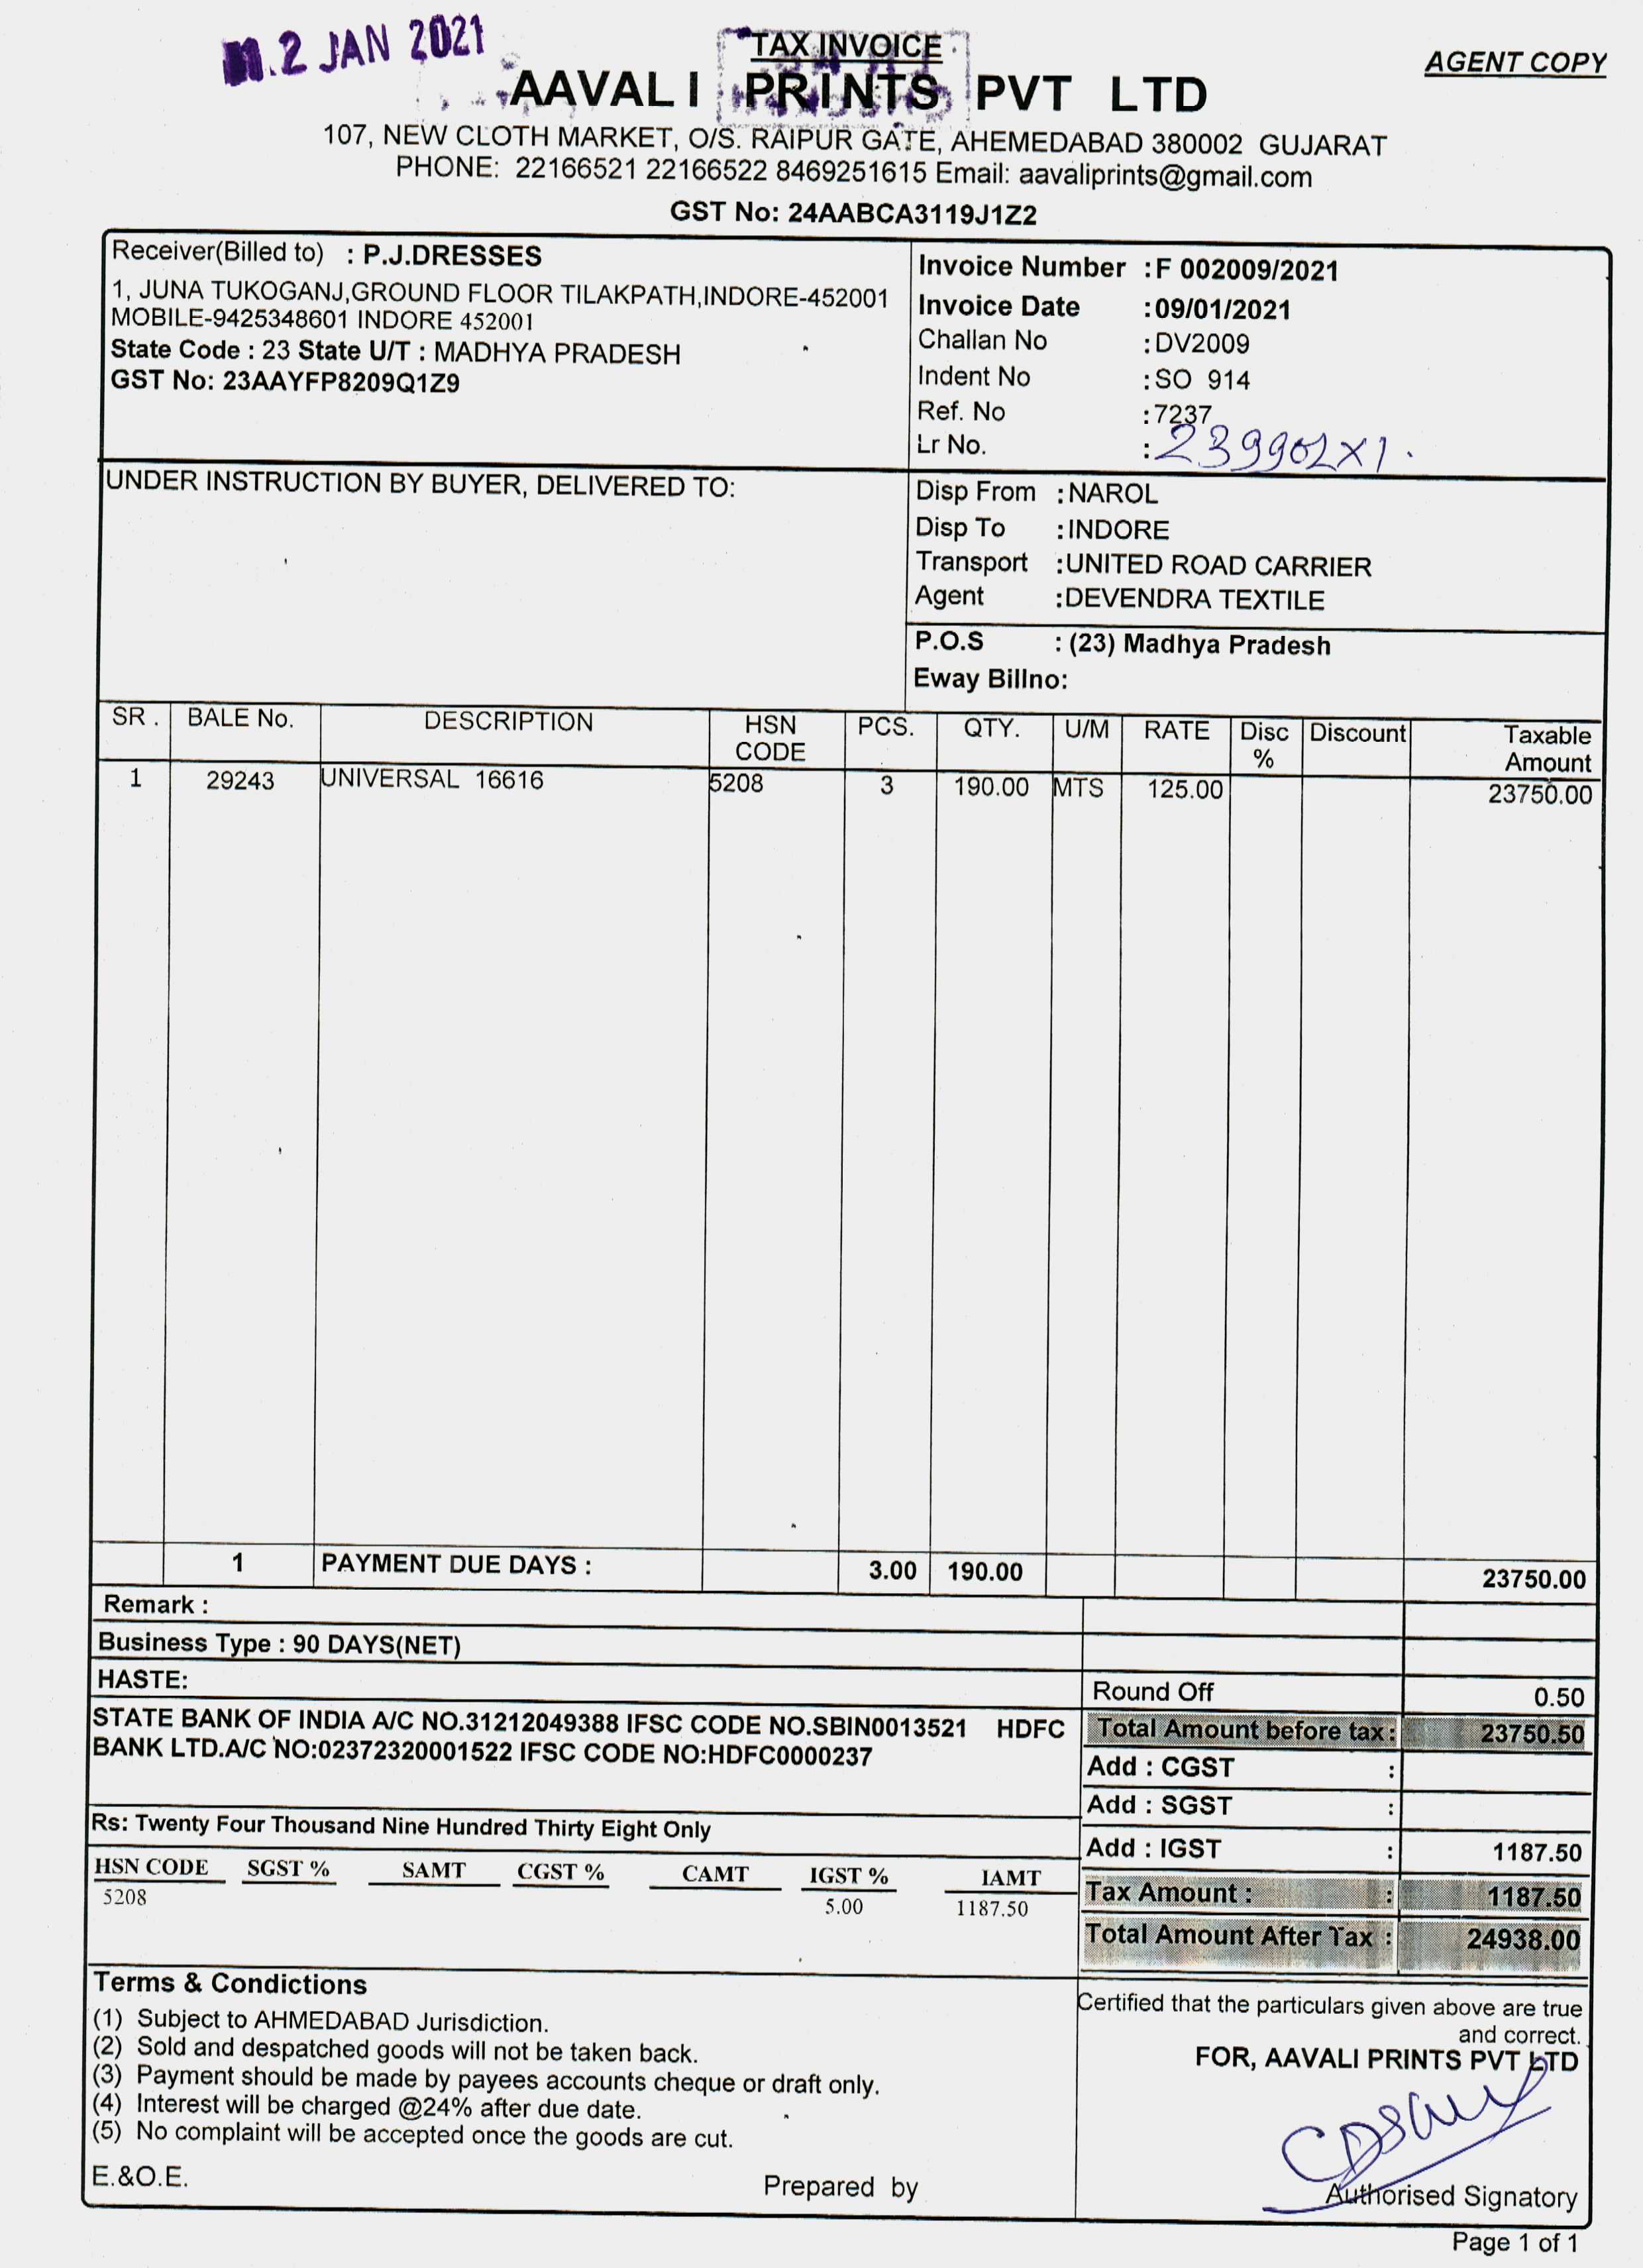 2 JAN 2021
TAX INVOICE
AGENT COPY
AAVALI PRINTS PVT LTD
107, NEW CLOTH MARKET, O/S. RAIPUR GATE, AHEMEDABAD 380002 GUJARAT
PHONE: 22166521 22166522 8469251615 Email: aavaliprints@gmail.com
GST No: 24AABCA3119J1Z2
Receiver(Billed to) : P.J.DRESSES
1, JUNA TUKOGANJ,GROUND FLOOR TILAKPATH,INDORE-452001
MOBILE-9425348601 INDORE 452001
State Code : 23 State U/T : MADHYA PRADESH
GST No: 23AAYFP8209Q1Z9
Invoice Number : F 002009/2021
Invoice Date : 09/01/2021
Challan No : DV2009
Indent No : SO 914
Ref. No : 7237
Lr No. : 239902X1.
UNDER INSTRUCTION BY BUYER, DELIVERED TO:
Disp From : NAROL
Disp To : INDORE
Transport : UNITED ROAD CARRIER
Agent : DEVENDRA TEXTILE
P.O.S : (23) Madhya Pradesh
Eway Billno:
SR. BALE No. DESCRIPTION HSN CODE PCS. QTY. U/M RATE Disc % Discount Taxable Amount
1 29243 UNIVERSAL 16616 5208 3 190.00 MTS 125.00 23750.00
1 PAYMENT DUE DAYS : 3.00 190.00 23750.00
Remark :
Business Type : 90 DAYS(NET)
HASTE:
Round Off 0.50
STATE BANK OF INDIA A/C NO.31212049388 IFSC CODE NO.SBIN0013521 HDFC
BANK LTD.A/C NO:02372320001522 IFSC CODE NO:HDFC0000237
Total Amount before tax: 23750.50
Add : CGST :
Add : SGST :
Rs: Twenty Four Thousand Nine Hundred Thirty Eight Only
Add : IGST : 1187.50
HSN CODE SGST % SAMT CGST % CAMT IGST % IAMT
5208 5.00 1187.50
Tax Amount : : 1187.50
Total Amount After Tax : 24938.00
Terms & Conditions
(1) Subject to AHMEDABAD Jurisdiction.
(2) Sold and despatched goods will not be taken back.
(3) Payment should be made by payees accounts cheque or draft only.
(4) Interest will be charged @24% after due date.
(5) No complaint will be accepted once the goods are cut.
E.&O.E.
Prepared by
Certified that the particulars given above are true
and correct.
FOR, AAVALI PRINTS PVT LTD
Authorised Signatory
Page 1 of 1